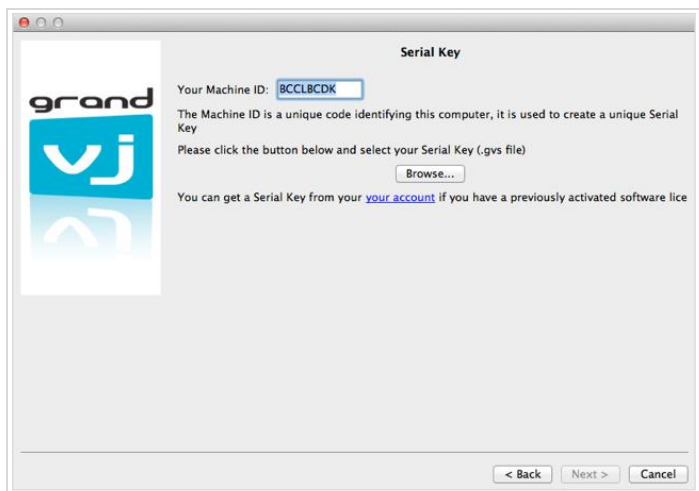 Serial Key
grand
vj
Your Machine ID: BCCLBCDK
The Machine ID is a unique code identifying this computer, it is used to create a unique Serial
Key
Please click the button below and select your Serial Key (.gvs file)
Browse...
You can get a Serial Key from your your account if you have a previously activated software lice
< Back Next > Cancel